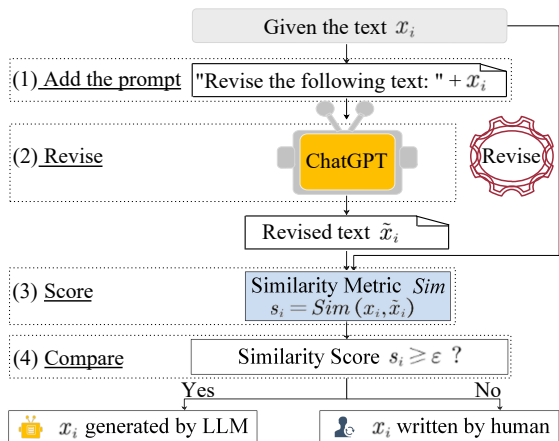 Given the text x_i
(1) Add the prompt
"Revise the following text: " + x_i
(2) Revise
ChatGPT
Revise
Revised text x̃_i
(3) Score
Similarity Metric Sim
s_i = Sim (x_i, x̃_i)
(4) Compare
Similarity Score s_i ≥ ε ?
Yes
No
x_i generated by LLM
x_i written by human